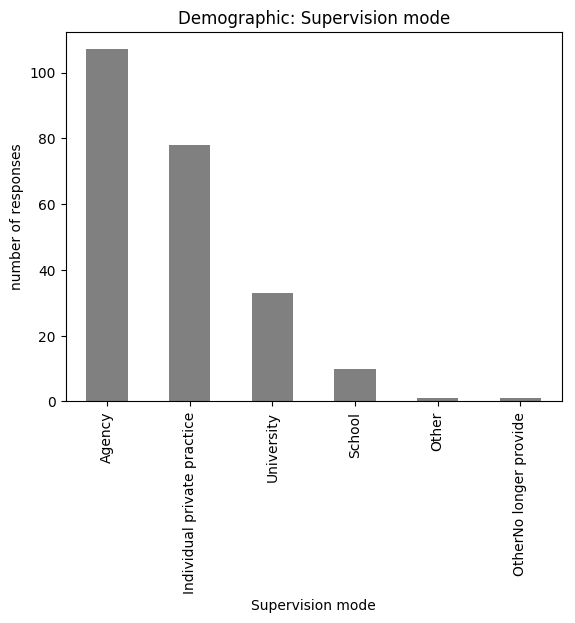 Demographic: Supervision mode
number of responses
100
80
60
40
20
0
Agency
Individual private practice
University
School
Other
OtherNo longer provide
Supervision mode